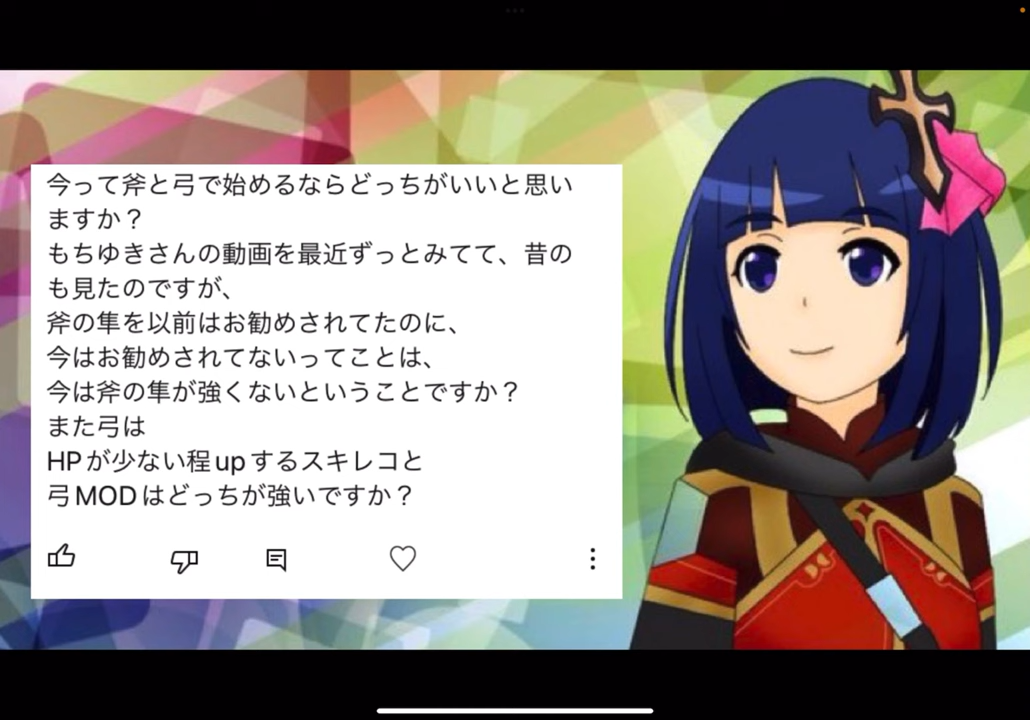 今って斧と弓で始めるならどっちがいいと思い
ますか？
もちゆきさんの動画を最近ずっとみてて、昔の
も見たのですが、
斧の隼を以前はお勧めされてたのに、
今はお勧めされてないってことは、
今は斧の隼が強くないということですか？
また弓は
HPが少ない程upするスキレコと
弓MODはどっちが強いですか？